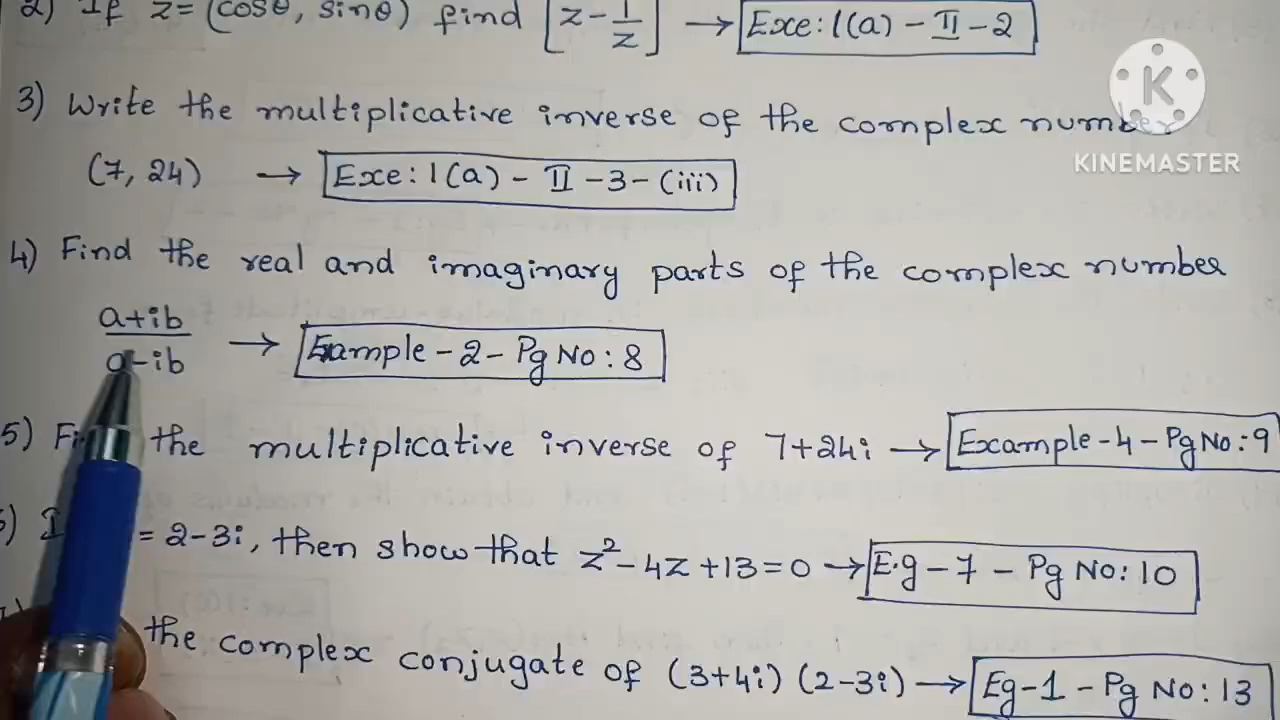 2) If z = (cosθ, sinθ) find [z - 1/z] → Exe: 1(a) - II - 2
3) Write the multiplicative inverse of the complex number
(7, 24) → Exe: 1(a) - II - 3 - (iii)
K
KINEMASTER
4) Find the real and imaginary parts of the complex number
a+ib / a-ib → Example - 2 - Pg No: 8
5) the multiplicative inverse of 7+24i → Example - 4 - Pg No: 9
= 2-3i, then show that z² - 4z + 13 = 0 → E.g - 7 - Pg No: 10
the complex conjugate of (3+4i) (2-3i) → Eg - 1 - Pg No: 13